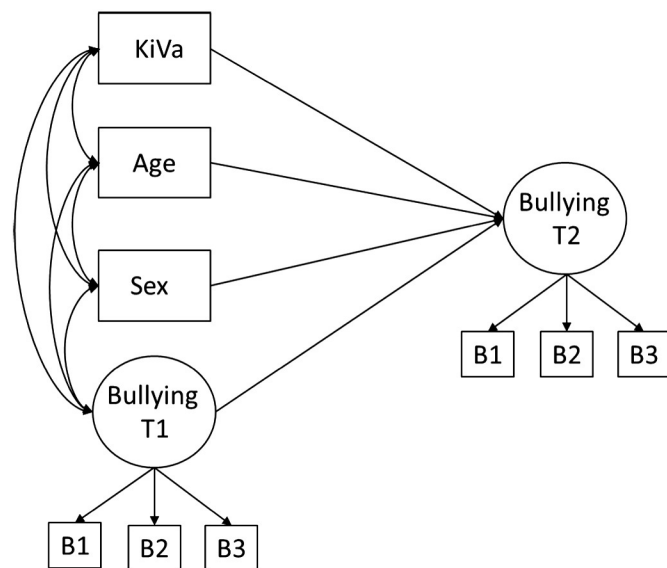 KiVa
Age
Sex
Bullying
T1
B1
B2
B3
Bullying
T2
B1
B2
B3